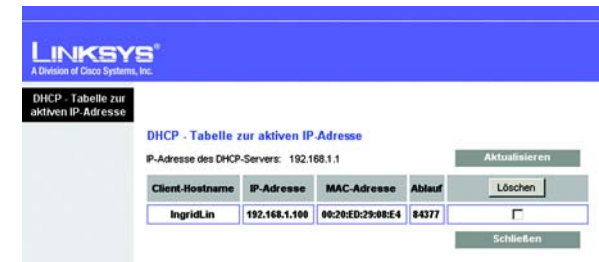 LINKSYS®
A Division of Cisco Systems, Inc.
DHCP - Tabelle zur
aktiven IP-Adresse
DHCP - Tabelle zur aktiven IP-Adresse
IP-Adresse des DHCP-Servers: 192.168.1.1 Aktualisieren
Client-Hostname IP-Adresse MAC-Adresse Ablauf Löschen
IngridLin 192.168.1.100 00:20:ED:29:08:E4 84377
Schließen